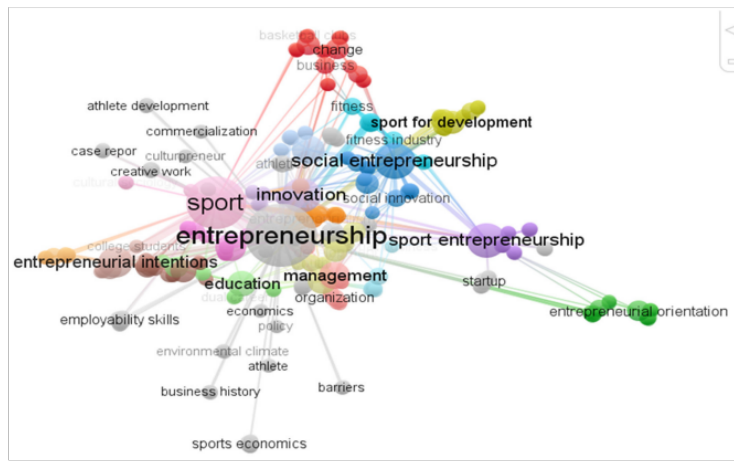 basketball clubs
change
business
athlete development
fitness
sport for development
commercialization
fitness industry
case repor
culturpreneur
athlete
social entrepreneurship
creative work
innovation
social innovation
sport
entrepreneurship
sport entrepreneurship
college students
entrepreneurial intentions
education
management
startup
organization
economics
entrepreneurial orientation
employability skills
policy
environmental climate
athlete
business history
barriers
sports economics